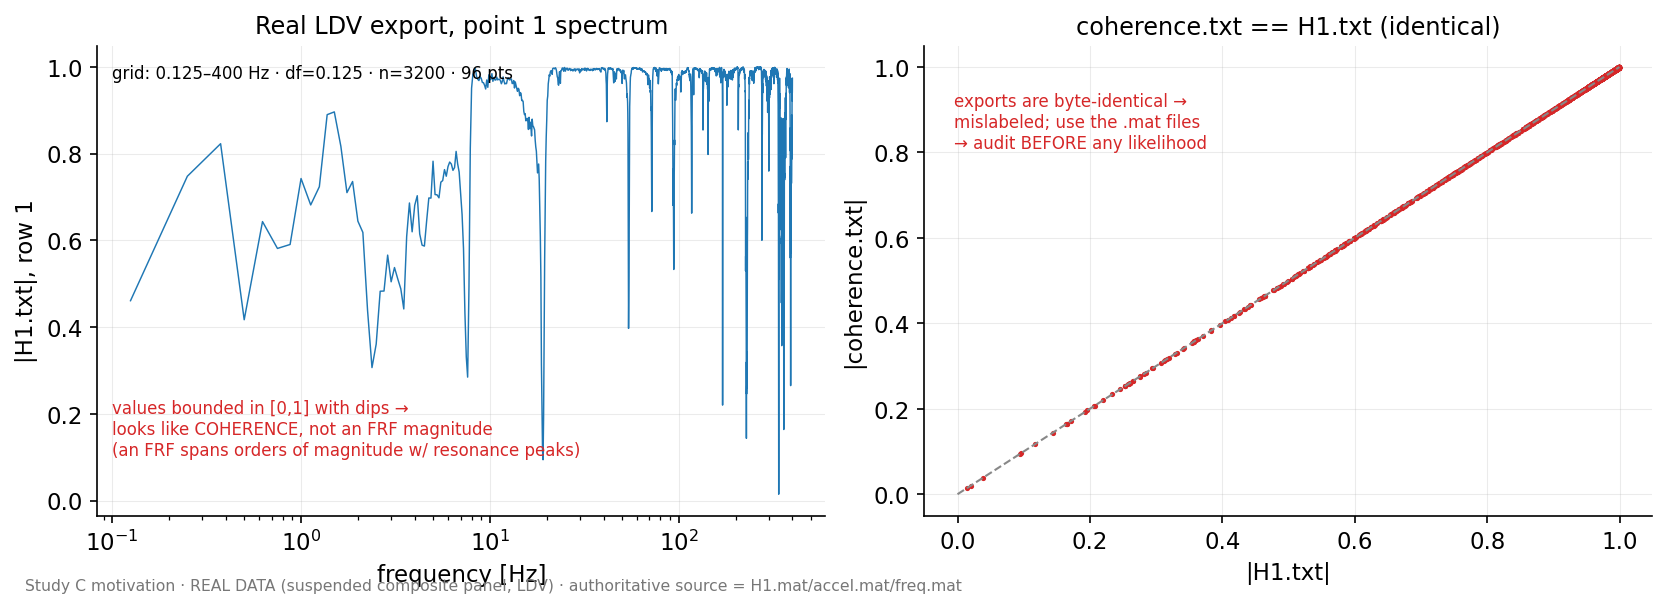 Real LDV export, point 1 spectrum
grid: 0.125–400 Hz · df=0.125 · n=3200 · 96 pts
values bounded in [0,1] with dips →
looks like COHERENCE, not an FRF magnitude
(an FRF spans orders of magnitude w/ resonance peaks)
|H1.txt|, row 1
1.0
0.8
0.6
0.4
0.2
0.0
10⁻¹
10⁰
10¹
10²
frequency [Hz]
coherence.txt == H1.txt (identical)
exports are byte-identical →
mislabeled; use the .mat files
→ audit BEFORE any likelihood
|coherence.txt|
1.0
0.8
0.6
0.4
0.2
0.0
0.0
0.2
0.4
0.6
0.8
1.0
|H1.txt|
Study C motivation · REAL DATA (suspended composite panel, LDV) · authoritative source = H1.mat/accel.mat/freq.mat